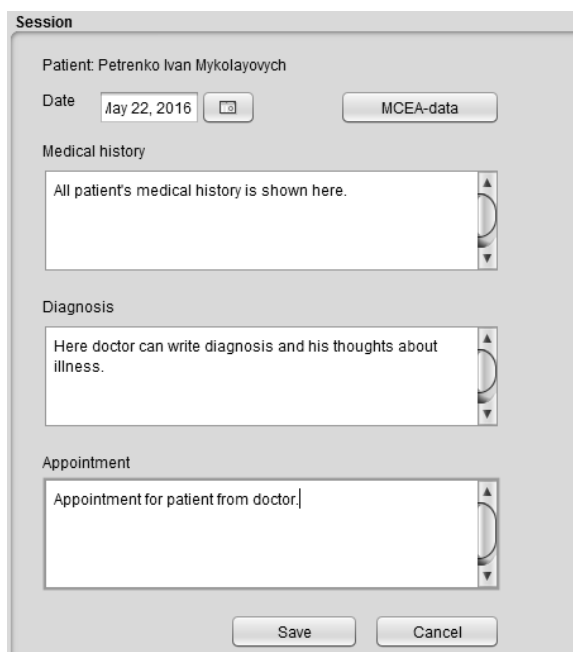 Session
Patient: Petrenko Ivan Mykolayovych
Date
May 22, 2016
MCEA-data
Medical history
All patient's medical history is shown here.
Diagnosis
Here doctor can write diagnosis and his thoughts about
illness.
Appointment
Appointment for patient from doctor.
Save
Cancel